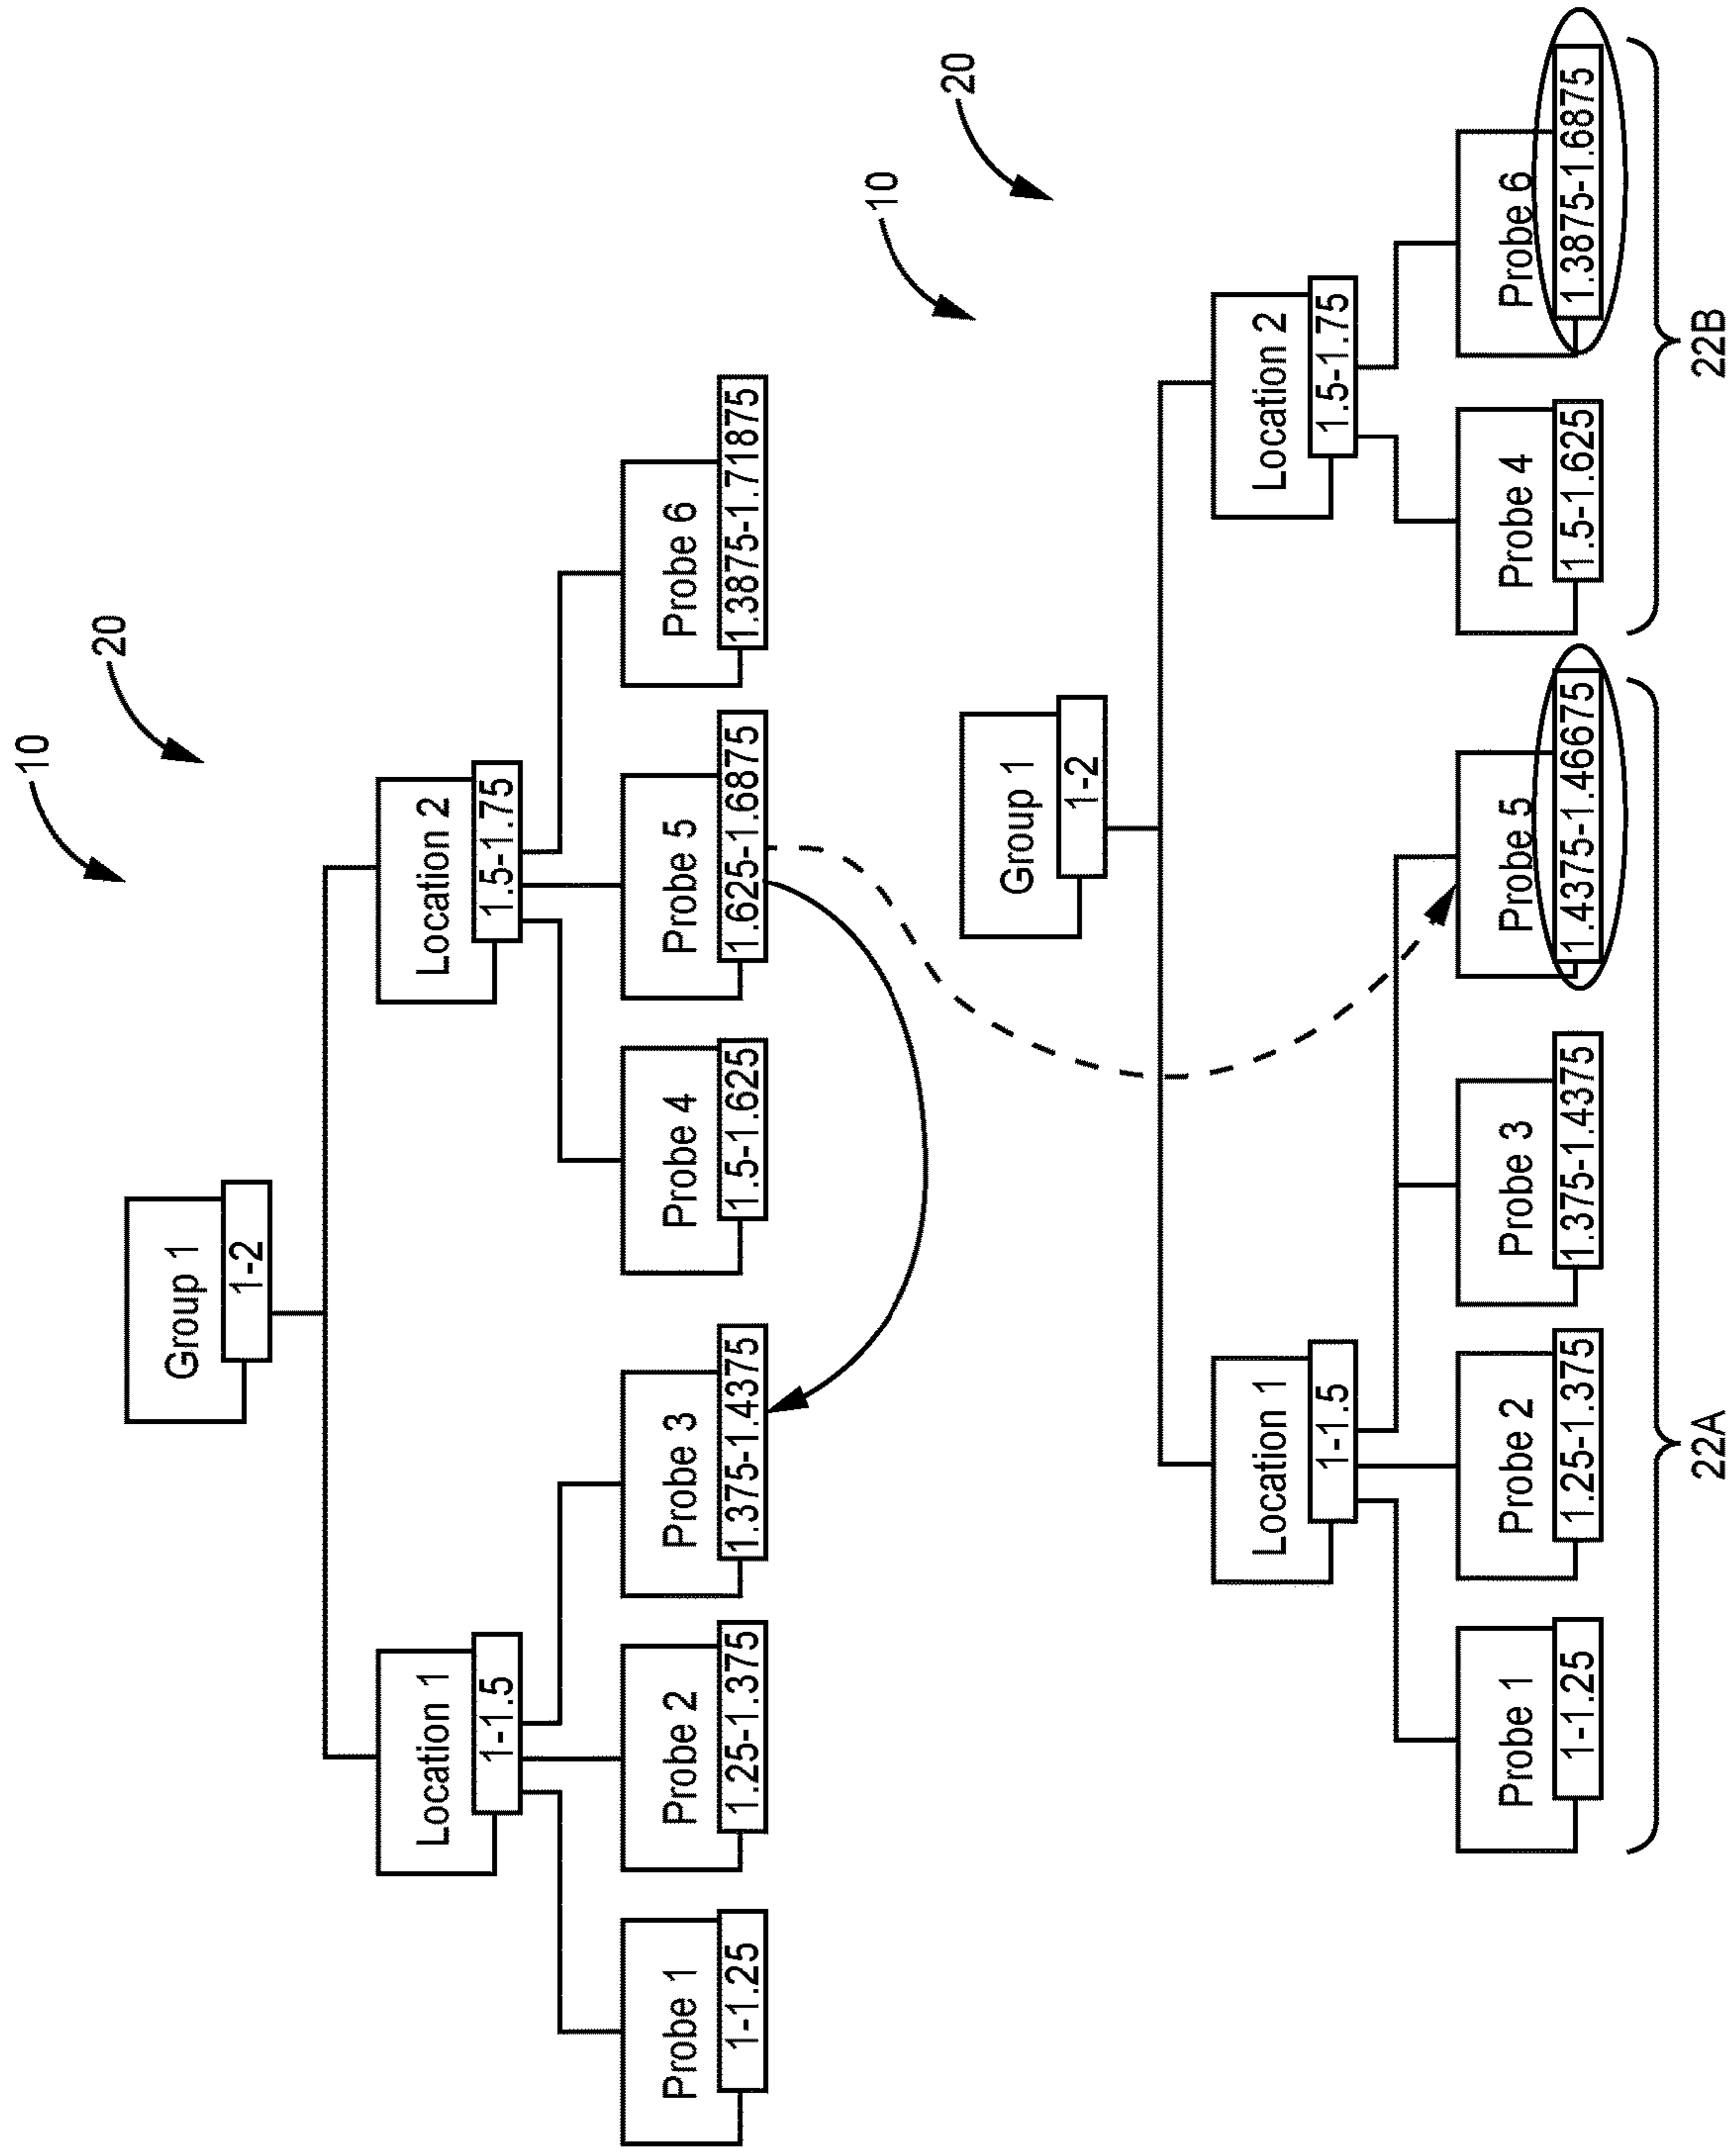 10
20
Group 1
1-2
Location 1
1-1.5
Location 2
1.5-1.75
Probe 1
1-1.25
Probe 2
1.25-1.375
Probe 3
1.375-1.4375
Probe 4
1.5-1.625
Probe 5
1.625-1.6875
Probe 6
1.3875-1.71875
10
20
Group 1
1-2
Location 1
1-1.5
Location 2
1.5-1.75
Probe 1
1-1.25
Probe 2
1.25-1.375
Probe 3
1.375-1.4375
Probe 5
1.4375-1.46675
Probe 4
1.5-1.625
Probe 6
1.3875-1.6875
22A
22B